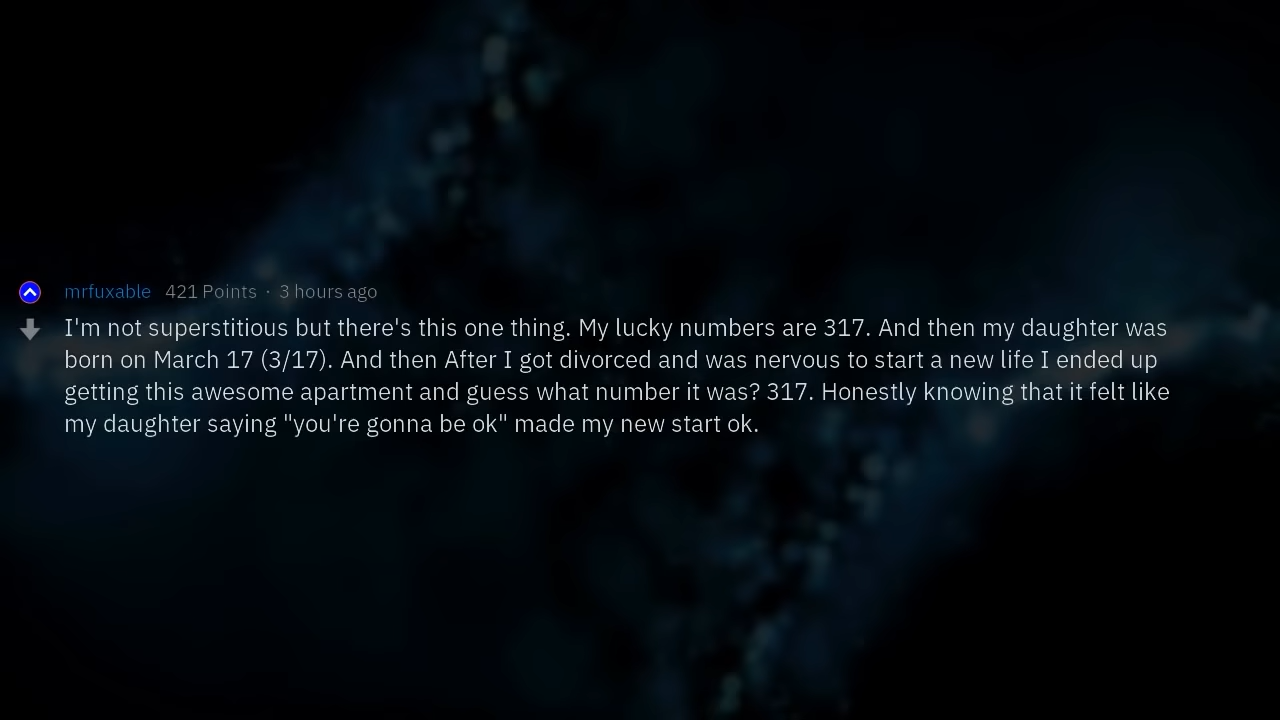 mrfuxable 421 Points · 3 hours ago
I'm not superstitious but there's this one thing. My lucky numbers are 317. And then my daughter was
born on March 17 (3/17). And then After I got divorced and was nervous to start a new life I ended up
getting this awesome apartment and guess what number it was? 317. Honestly knowing that it felt like
my daughter saying "you're gonna be ok" made my new start ok.